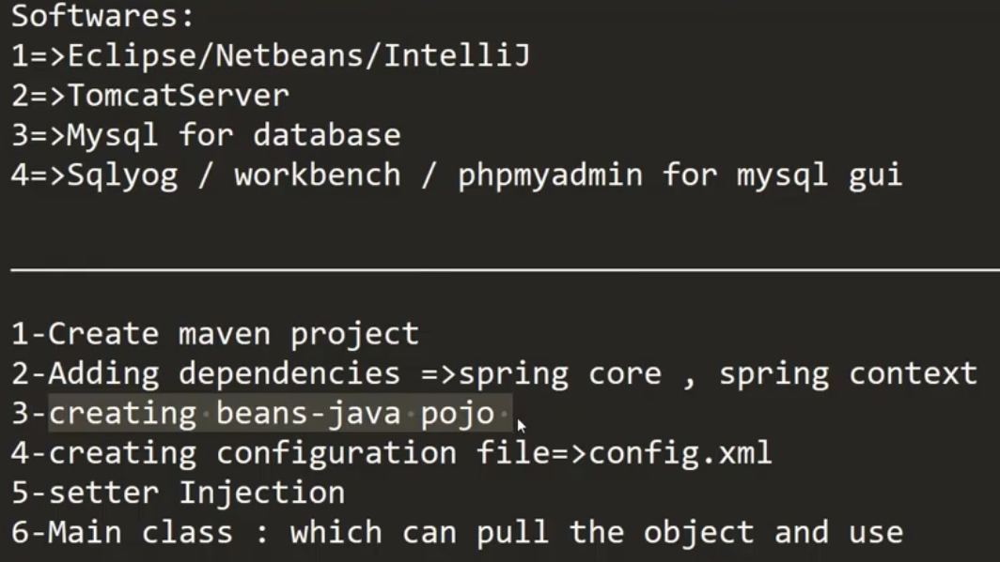 Softwares:
1=>Eclipse/Netbeans/IntelliJ
2=>TomcatServer
3=>Mysql for database
4=>Sqlyog / workbench / phpmyadmin for mysql gui
1-Create maven project
2-Adding dependencies =>spring core , spring context
3-creating beans-java pojo
4-creating configuration file=>config.xml
5-setter Injection
6-Main class : which can pull the object and use